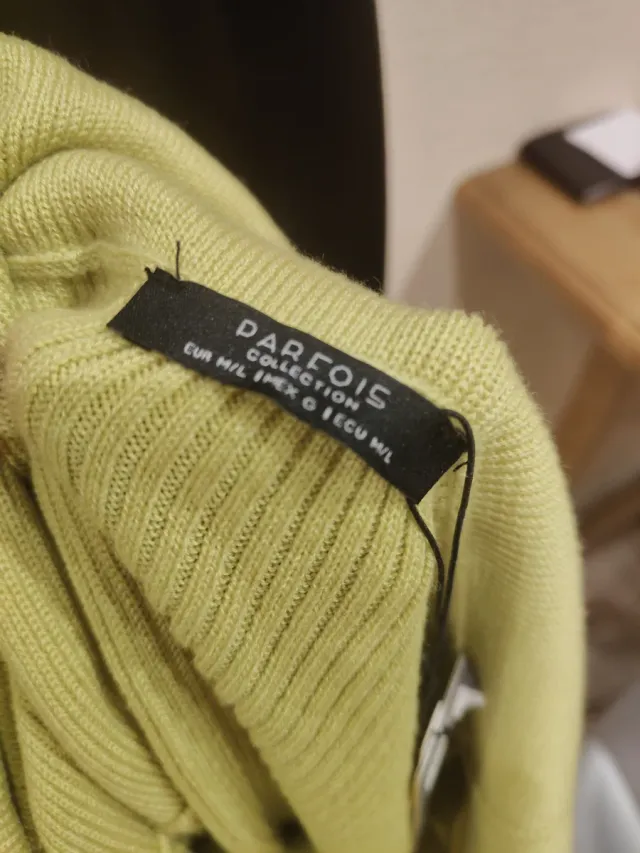 PARFOIS
COLLECTION
EUR M/L | MEX G | ECU M/L